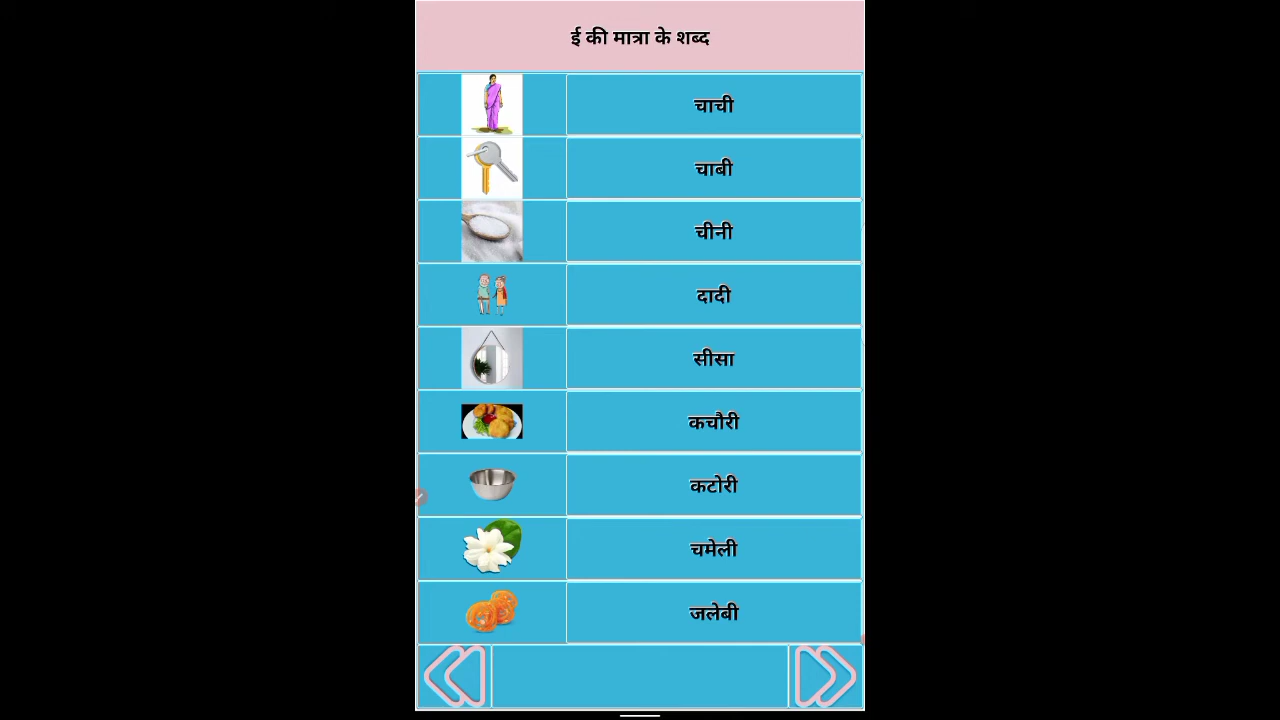 ई की मात्रा के शब्द
चाची
चाबी
चीनी
दादी
सीसा
कचौरी
कटोरी
चमेली
जलेबी